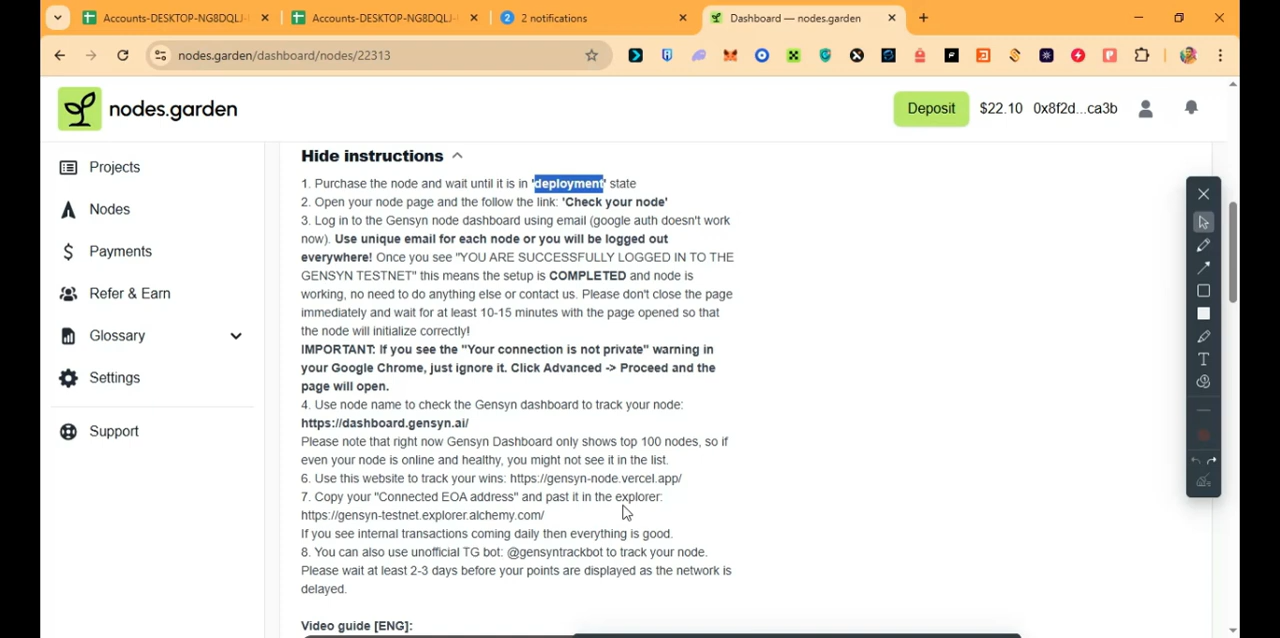 Accounts-DESKTOP-NG8DQLJ-
Accounts-DESKTOP-NG8DQLJ-
2 2 notifications
Dashboard — nodes.garden
nodes.garden/dashboard/nodes/22313
nodes.garden
Deposit
$22.10
0x8f2d...ca3b
Projects
Nodes
Payments
Refer & Earn
Glossary
Settings
Support
Hide instructions
1. Purchase the node and wait until it is in 'deployment' state
2. Open your node page and the follow the link: 'Check your node'
3. Log in to the Gensyn node dashboard using email (google auth doesn't work
now). Use unique email for each node or you will be logged out
everywhere! Once you see "YOU ARE SUCCESSFULLY LOGGED IN TO THE
GENSYN TESTNET" this means the setup is COMPLETED and node is
working, no need to do anything else or contact us. Please don't close the page
immediately and wait for at least 10-15 minutes with the page opened so that
the node will initialize correctly!
IMPORTANT: If you see the "Your connection is not private" warning in
your Google Chrome, just ignore it. Click Advanced -> Proceed and the
page will open.
4. Use node name to check the Gensyn dashboard to track your node:
https://dashboard.gensyn.ai/
Please note that right now Gensyn Dashboard only shows top 100 nodes, so if
even your node is online and healthy, you might not see it in the list.
6. Use this website to track your wins: https://gensyn-node.vercel.app/
7. Copy your "Connected EOA address" and past it in the explorer:
https://gensyn-testnet.explorer.alchemy.com/
If you see internal transactions coming daily then everything is good.
8. You can also use unofficial TG bot: @gensyntrackbot to track your node.
Please wait at least 2-3 days before your points are displayed as the network is
delayed.
Video guide [ENG]: